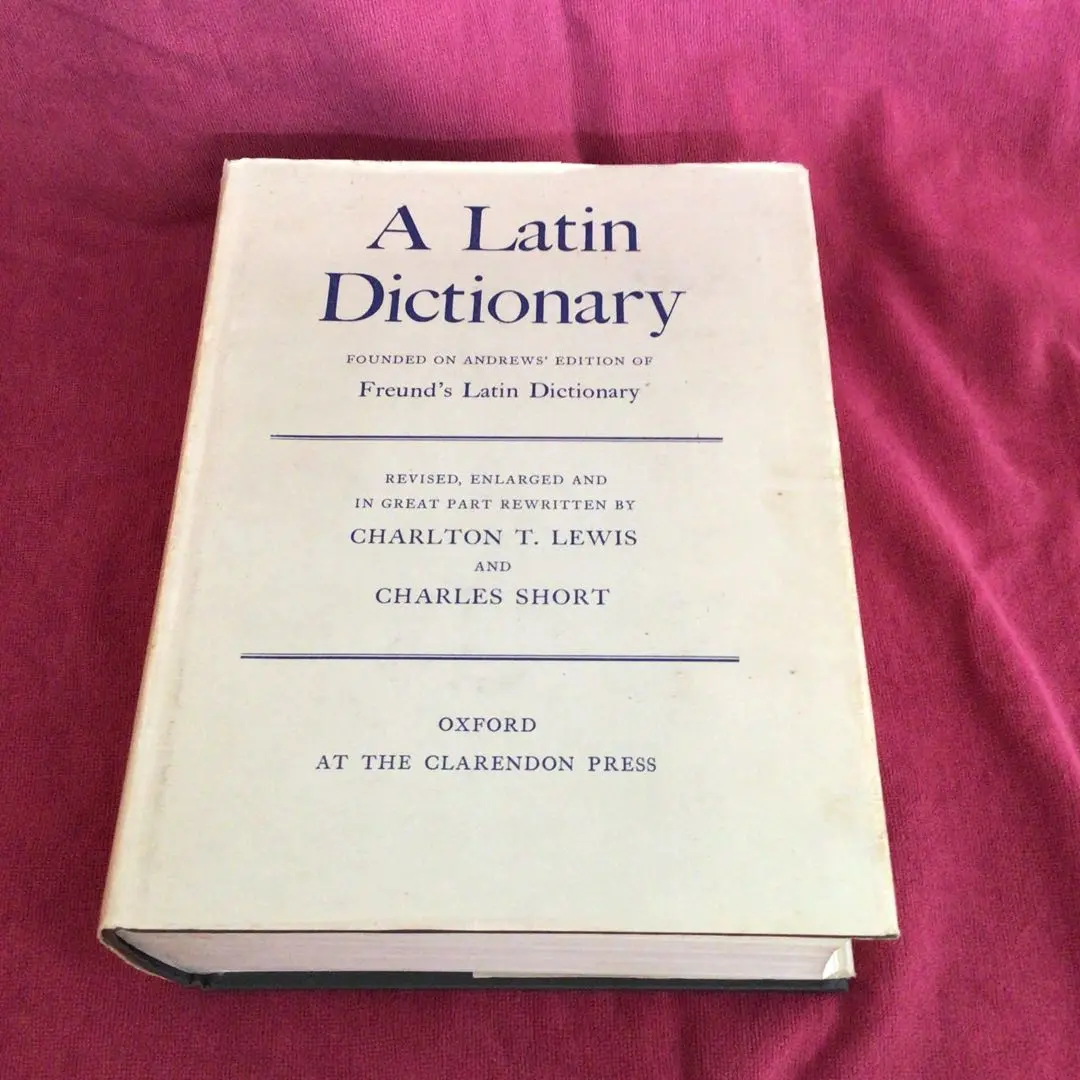 A Latin
Dictionary
FOUNDED ON ANDREWS' EDITION OF
Freund's Latin Dictionary
REVISED, ENLARGED AND
IN GREAT PART REWRITTEN BY
CHARLTON T. LEWIS
AND
CHARLES SHORT
OXFORD
AT THE CLARENDON PRESS